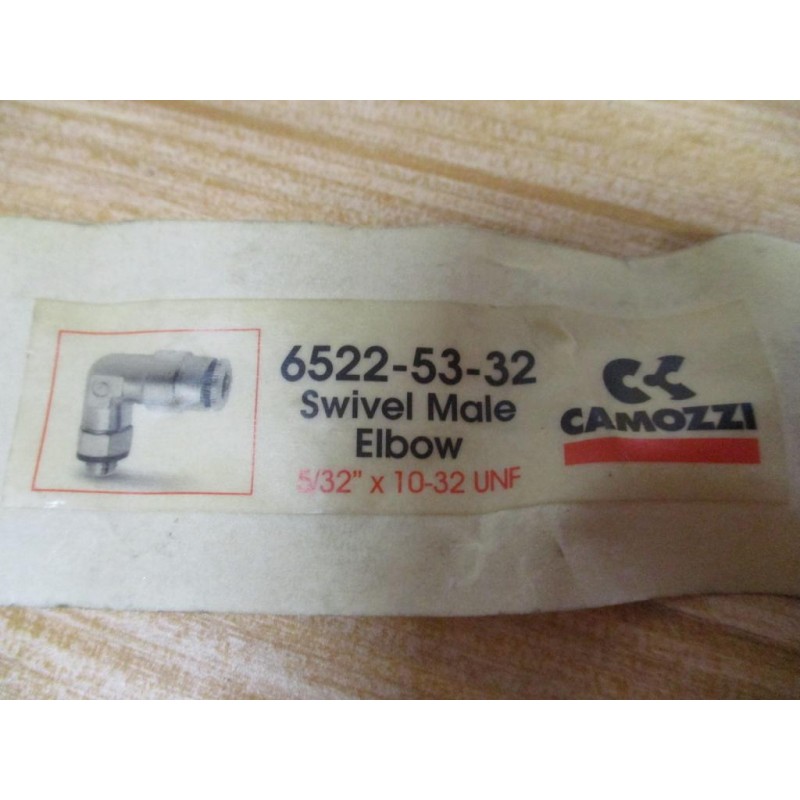 6522-53-32
Swivel Male
Elbow
5/32" x 10-32 UNF
CAMOZZI